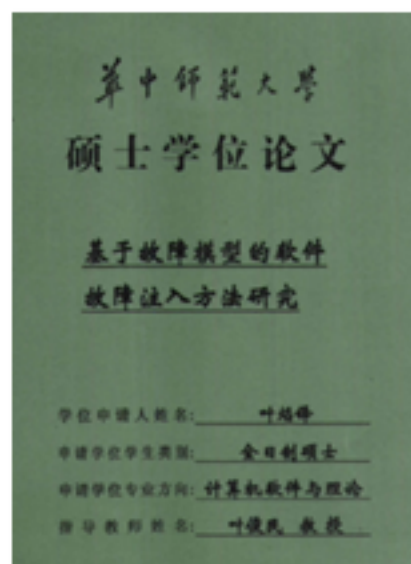 華中師範大學
硕士学位论文
基于故障模型的软件
故障注入方法研究
学位申请人姓名: 叶焰锋
申请学位学生类别: 全日制硕士
申请学位专业方向: 计算机软件与理论
指导教师姓名: 叶俊民 教授